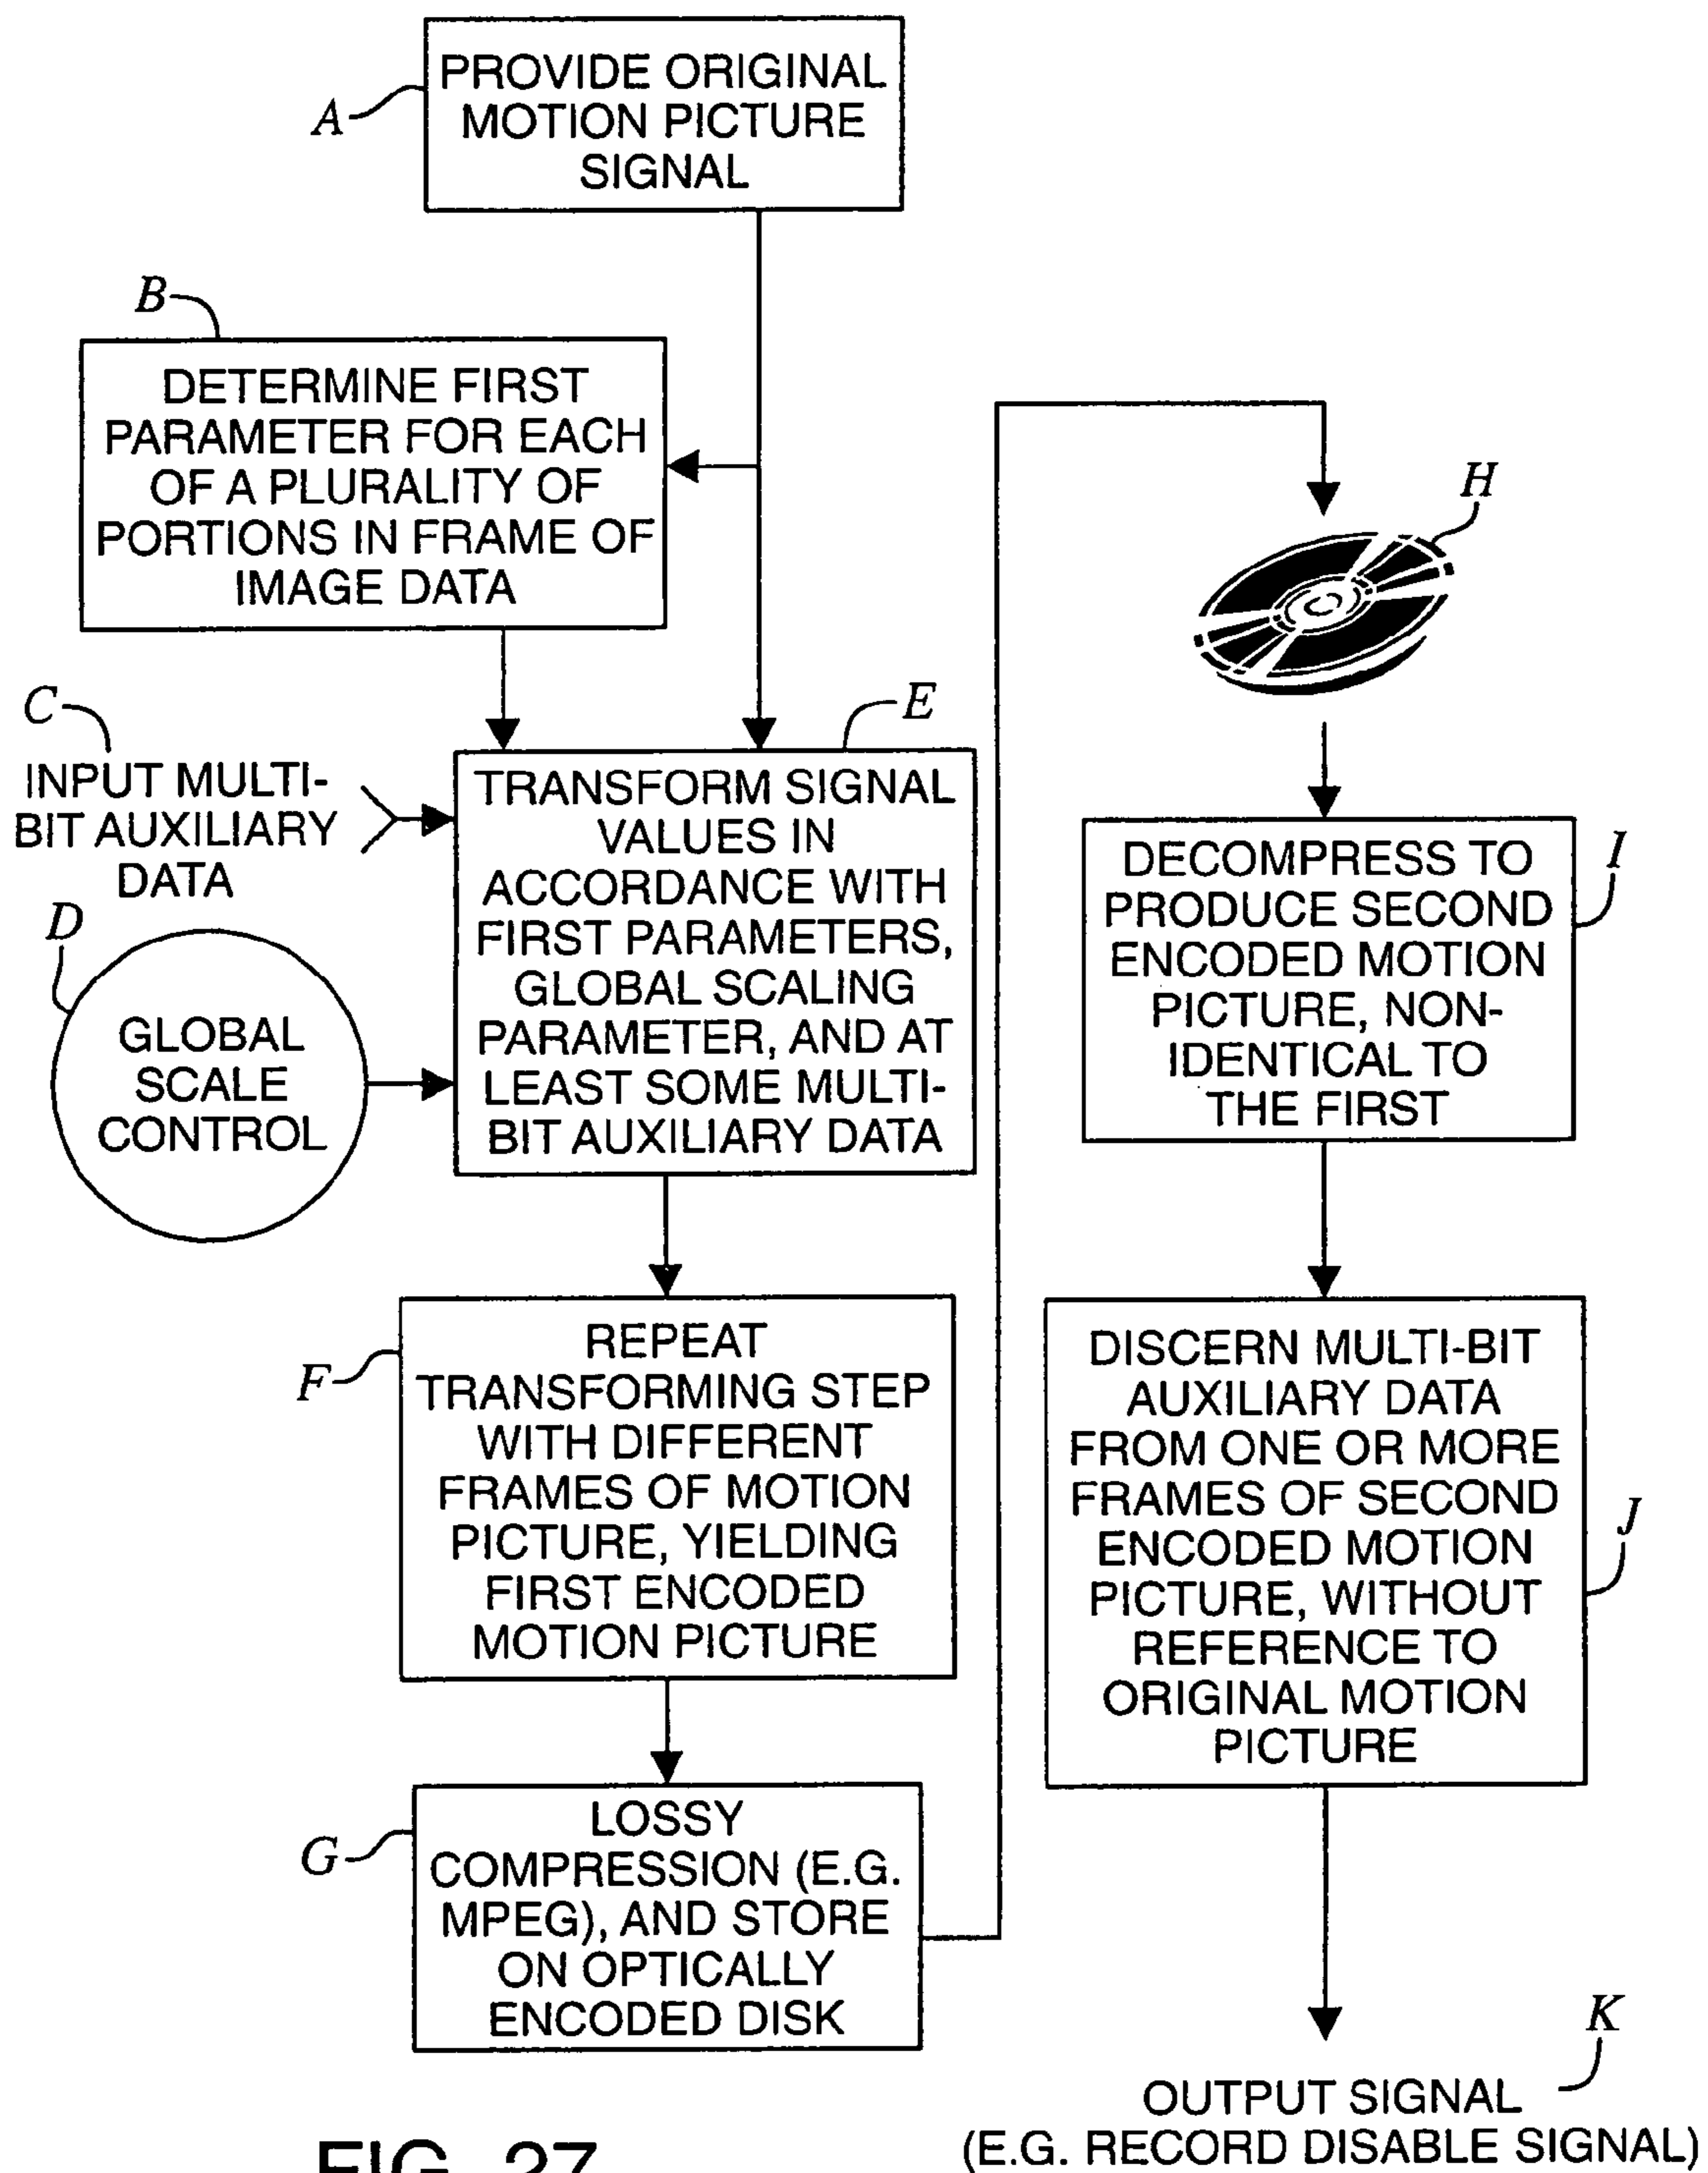 A
PROVIDE ORIGINAL
MOTION PICTURE
SIGNAL
B
DETERMINE FIRST
PARAMETER FOR EACH
OF A PLURALITY OF
PORTIONS IN FRAME OF
IMAGE DATA
C
INPUT MULTI-
BIT AUXILIARY
DATA
D
GLOBAL
SCALE
CONTROL
E
TRANSFORM SIGNAL
VALUES IN
ACCORDANCE WITH
FIRST PARAMETERS,
GLOBAL SCALING
PARAMETER, AND AT
LEAST SOME MULTI-
BIT AUXILIARY DATA
F
REPEAT
TRANSFORMING STEP
WITH DIFFERENT
FRAMES OF MOTION
PICTURE, YIELDING
FIRST ENCODED
MOTION PICTURE
G
LOSSY
COMPRESSION (E.G.
MPEG), AND STORE
ON OPTICALLY
ENCODED DISK
H
I
DECOMPRESS TO
PRODUCE SECOND
ENCODED MOTION
PICTURE, NON-
IDENTICAL TO
THE FIRST
J
DISCERN MULTI-BIT
AUXILIARY DATA
FROM ONE OR MORE
FRAMES OF SECOND
ENCODED MOTION
PICTURE, WITHOUT
REFERENCE TO
ORIGINAL MOTION
PICTURE
K
OUTPUT SIGNAL
(E.G. RECORD DISABLE SIGNAL)
FIG. 27